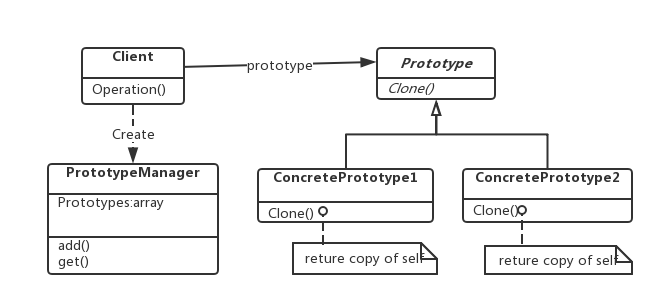 Client
Operation()
prototype
Prototype
Clone()
Create
PrototypeManager
Prototypes:array
add()
get()
ConcretePrototype1
Clone()
ConcretePrototype2
Clone()
reture copy of self
reture copy of self